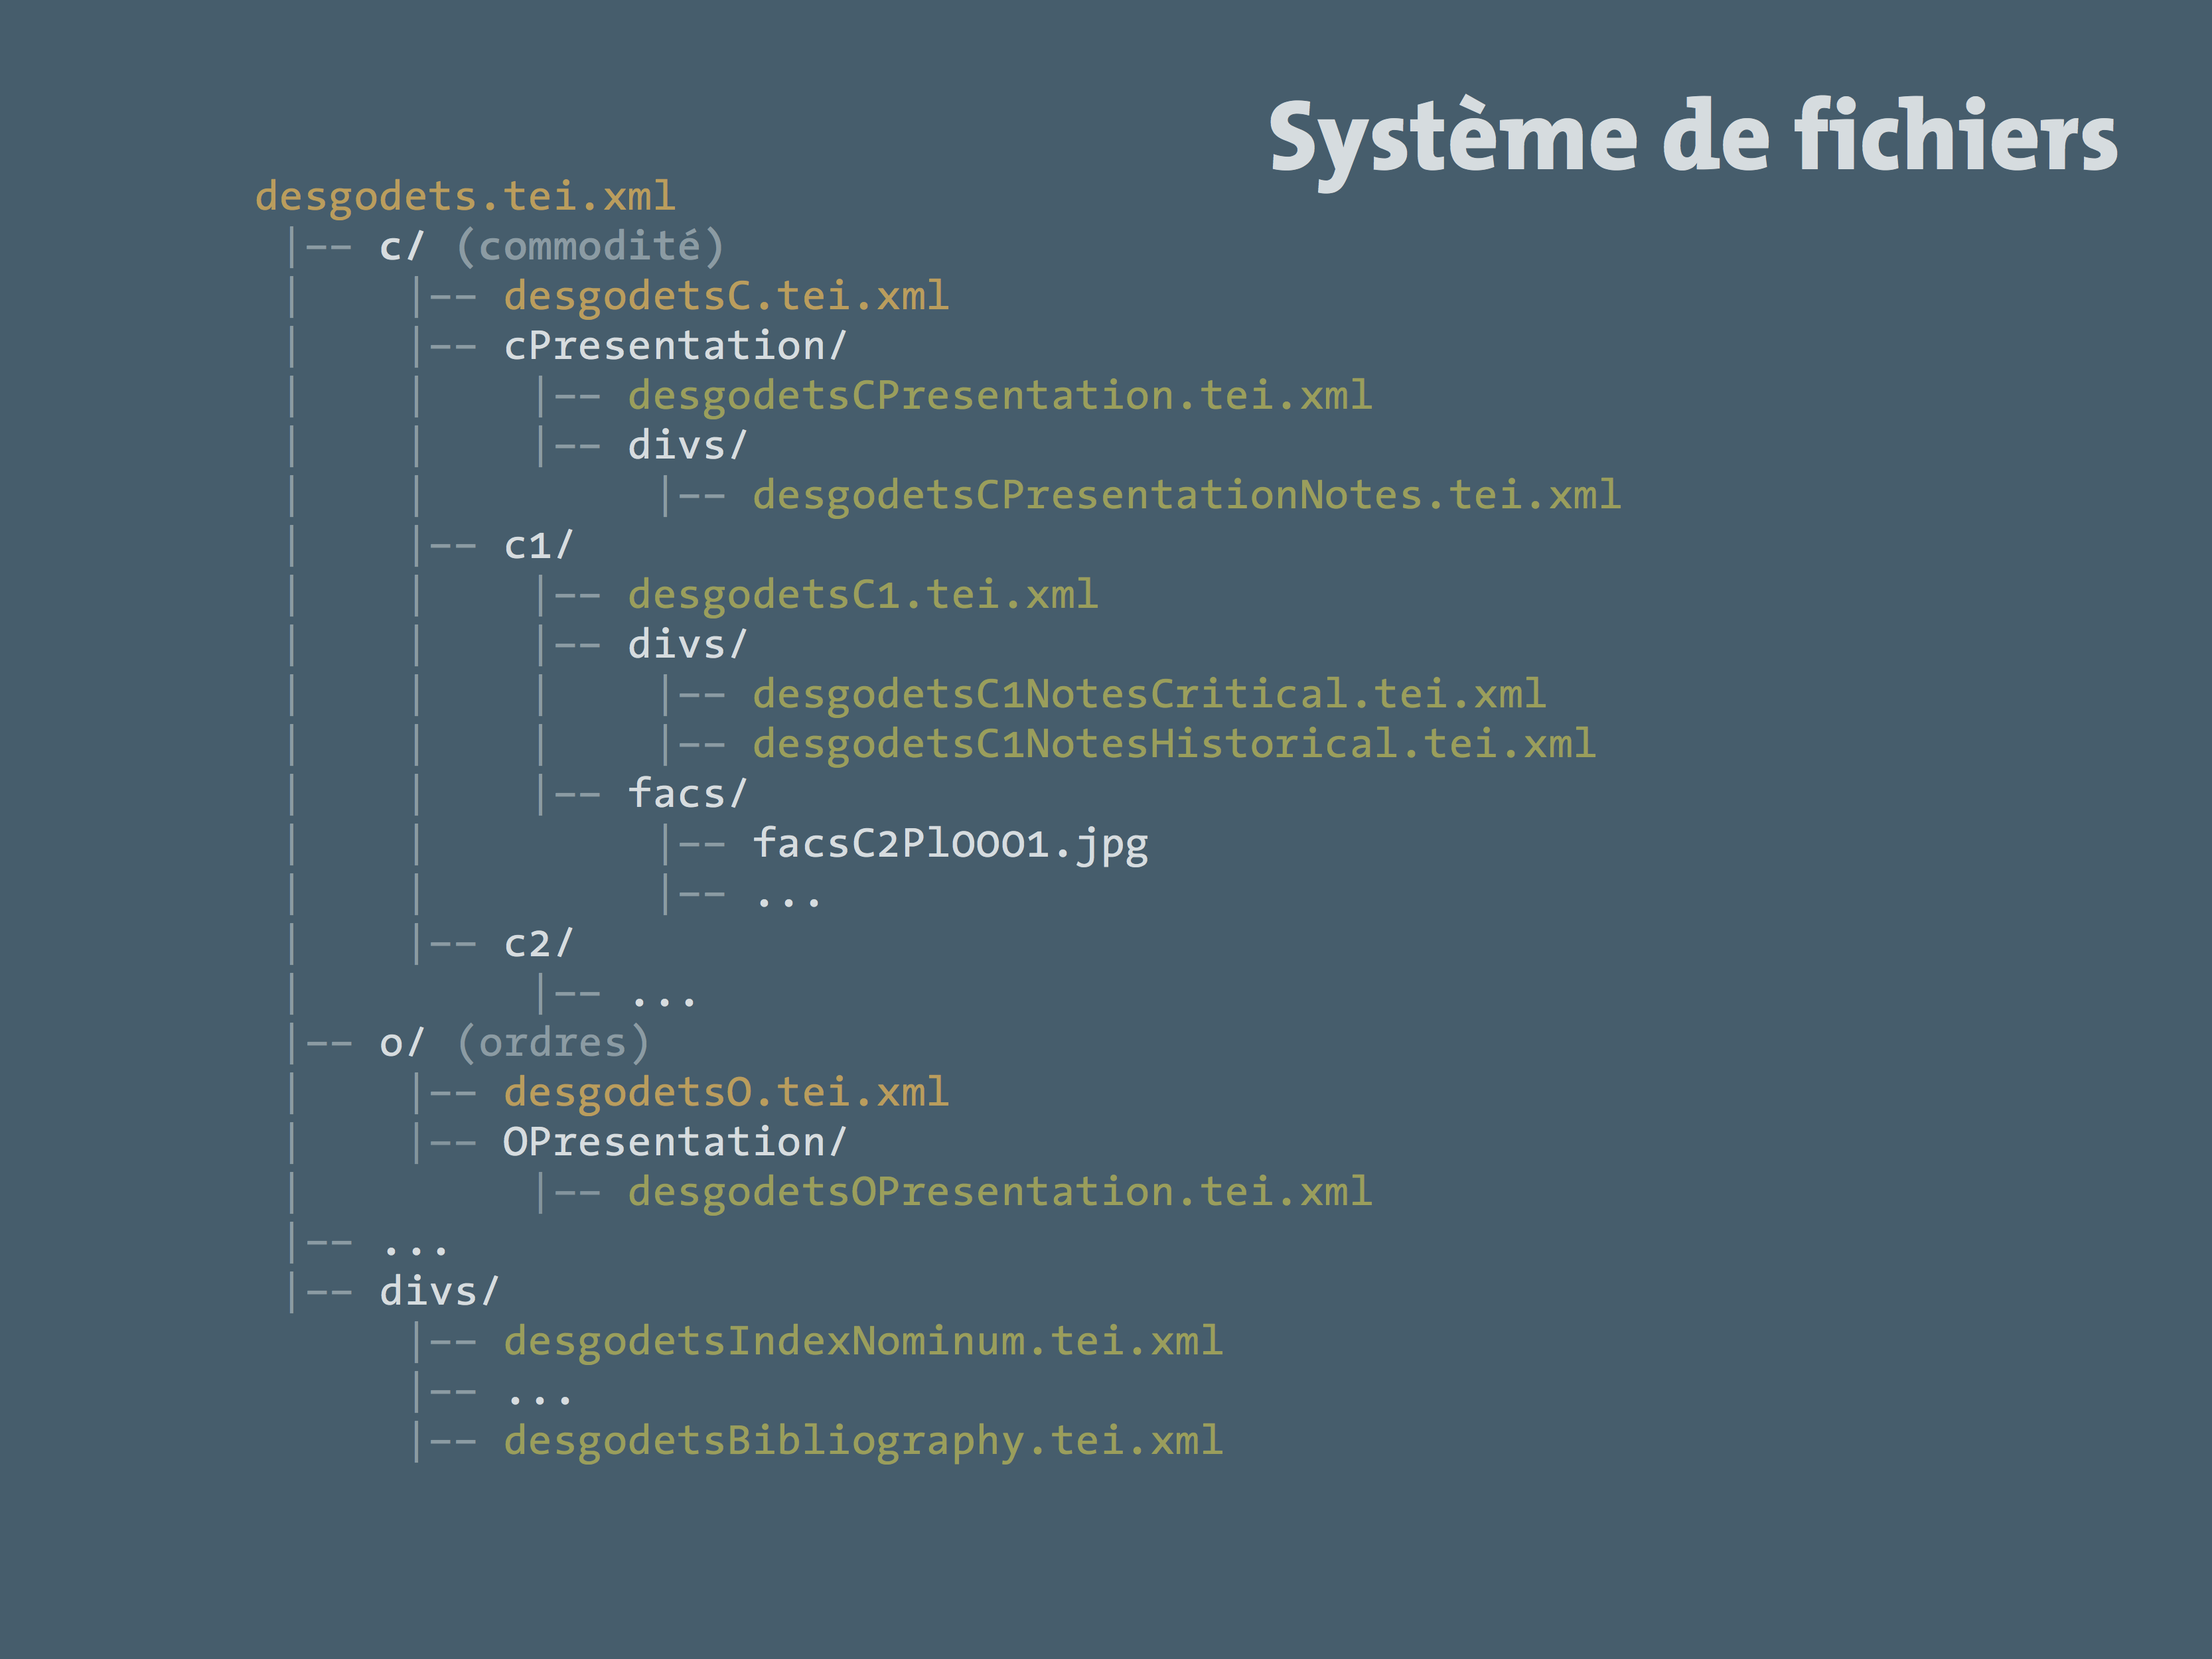 Système de fichiers
desgodets.tei.xml
|-- c/ (commodité)
|    |-- desgodetsC.tei.xml
|    |-- cPresentation/
|    |    |-- desgodetsCPresentation.tei.xml
|    |    |-- divs/
|    |         |-- desgodetsCPresentationNotes.tei.xml
|    |-- c1/
|    |    |-- desgodetsC1.tei.xml
|    |    |-- divs/
|    |    |    |-- desgodetsC1NotesCritical.tei.xml
|    |    |    |-- desgodetsC1NotesHistorical.tei.xml
|    |    |-- facs/
|    |         |-- facsC2Pl0001.jpg
|    |         |-- ...
|    |-- c2/
|         |-- ...
|-- o/ (ordres)
|    |-- desgodetsO.tei.xml
|    |-- OPresentation/
|         |-- desgodetsOPresentation.tei.xml
|-- ...
|-- divs/
     |-- desgodetsIndexNominum.tei.xml
     |-- ...
     |-- desgodetsBibliography.tei.xml